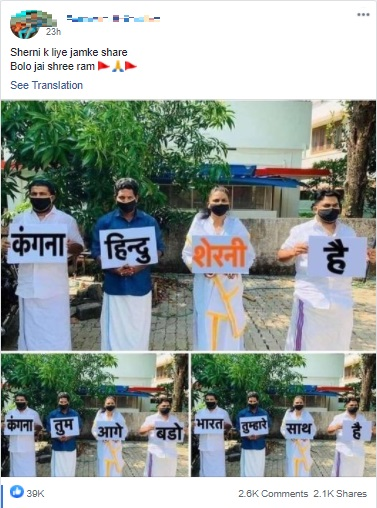 23h
Sherni k liye jamke share
Bolo jai shree ram 🚩🙏🚩
See Translation
कंगना हिन्दु शेरनी है
कंगना तुम आगे बडो
भारत तुम्हारे साथ है
39K
2.6K Comments 2.1K Shares